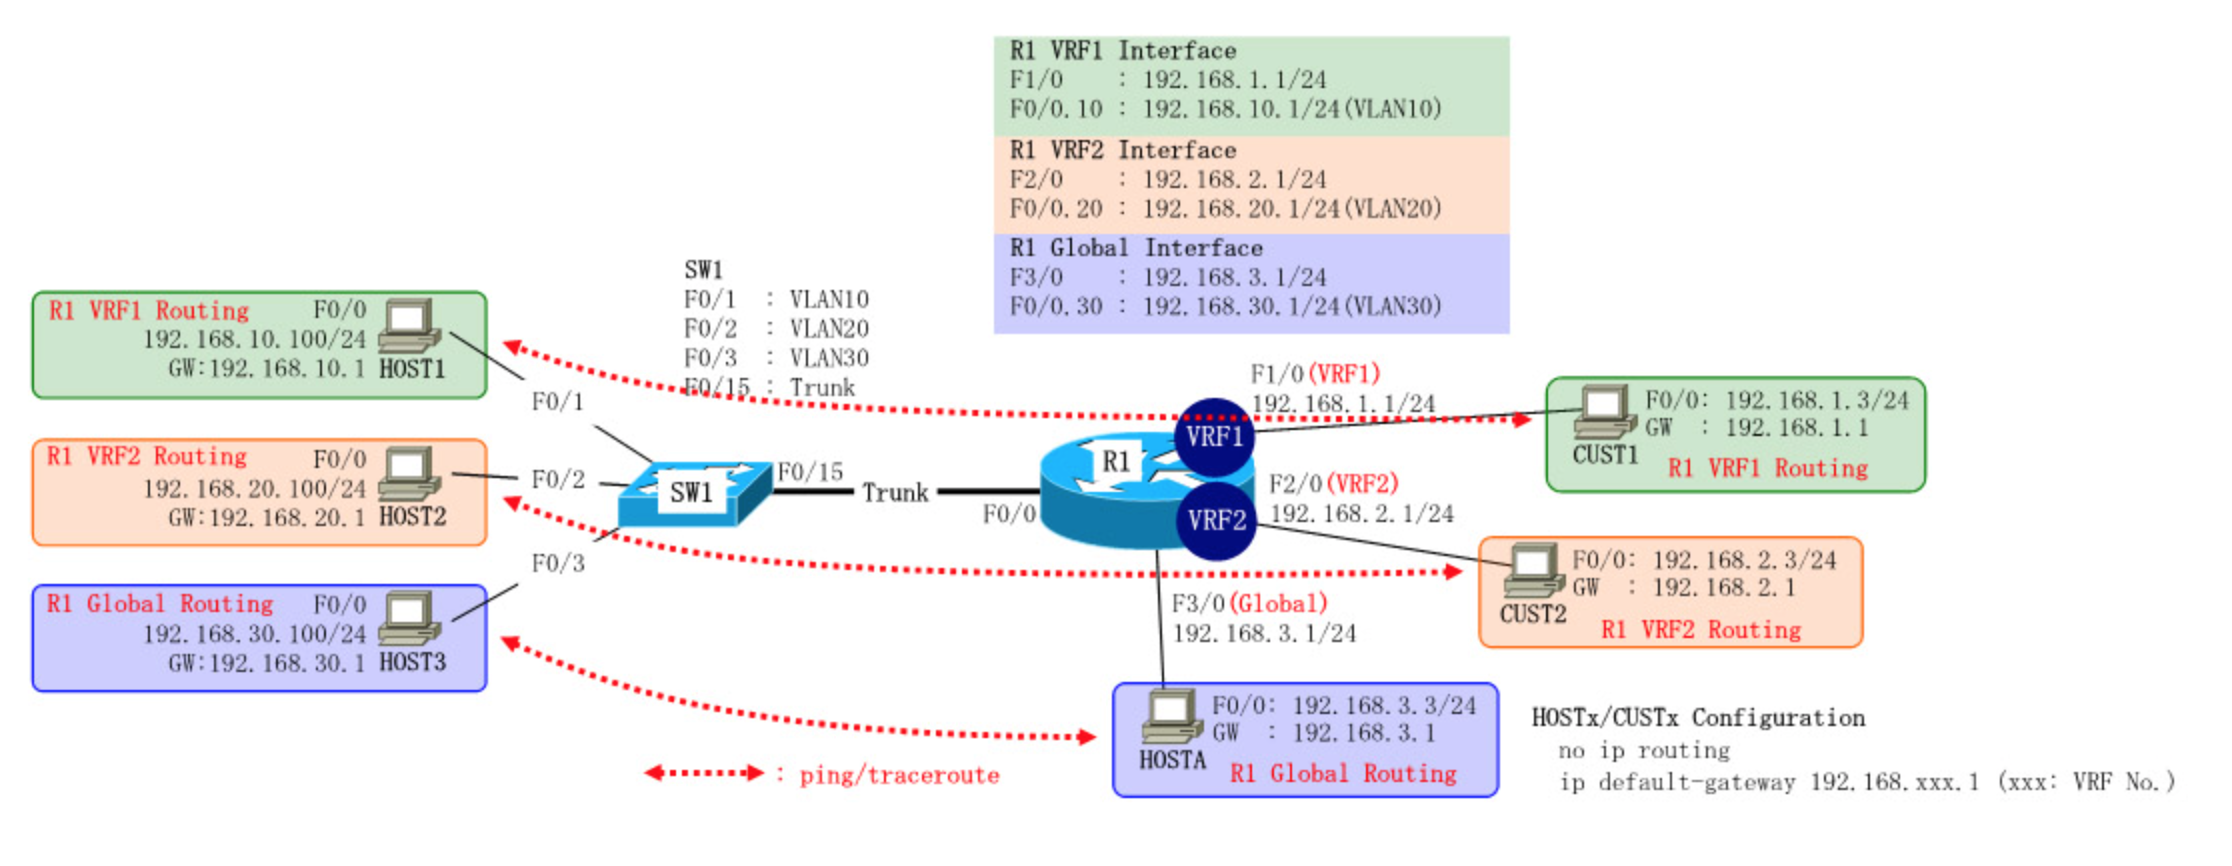 R1 VRF1 Interface
F1/0    : 192.168.1.1/24
F0/0.10 : 192.168.10.1/24(VLAN10)
R1 VRF2 Interface
F2/0    : 192.168.2.1/24
F0/0.20 : 192.168.20.1/24(VLAN20)
R1 Global Interface
F3/0    : 192.168.3.1/24
F0/0.30 : 192.168.30.1/24(VLAN30)
SW1
F0/1  : VLAN10
F0/2  : VLAN20
F0/3  : VLAN30
F0/15 : Trunk
R1 VRF1 Routing F0/0
192.168.10.100/24
GW:192.168.10.1 HOST1
F0/1
R1 VRF2 Routing F0/0
192.168.20.100/24
GW:192.168.20.1 HOST2
F0/2
R1 Global Routing F0/0
192.168.30.100/24
GW:192.168.30.1 HOST3
F0/3
SW1
F0/15
Trunk
F0/0
R1
VRF1
VRF2
F1/0(VRF1)
192.168.1.1/24
F2/0(VRF2)
192.168.2.1/24
F3/0(Global)
192.168.3.1/24
F0/0: 192.168.1.3/24
GW  : 192.168.1.1
CUST1
R1 VRF1 Routing
F0/0: 192.168.2.3/24
GW  : 192.168.2.1
CUST2
R1 VRF2 Routing
F0/0: 192.168.3.3/24
GW  : 192.168.3.1
HOSTA
R1 Global Routing
: ping/traceroute
HOSTx/CUSTx Configuration
no ip routing
ip default-gateway 192.168.xxx.1 (xxx: VRF No.)